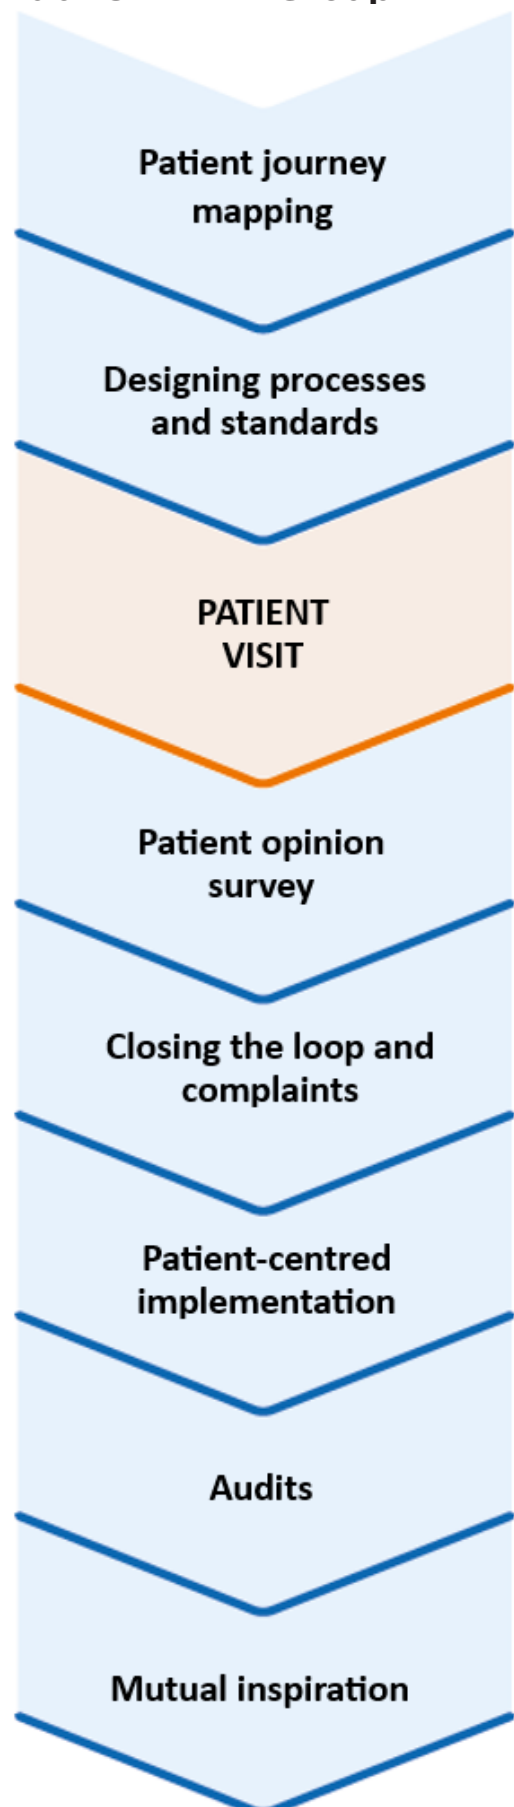 Patient journey
mapping
Designing processes
and standards
PATIENT
VISIT
Patient opinion
survey
Closing the loop and
complaints
Patient-centred
implementation
Audits
Mutual inspiration